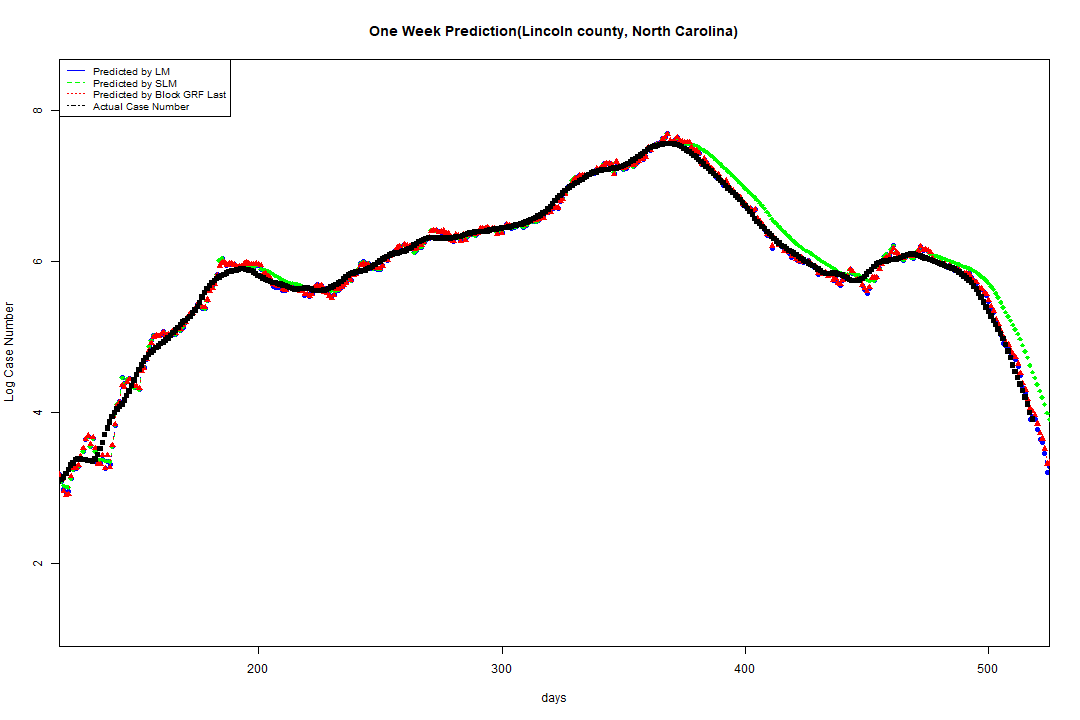 One Week Prediction(Lincoln county, North Carolina)
Predicted by LM
Predicted by SLM
Predicted by Block GRF Last
Actual Case Number
8
6
4
2
Log Case Number
200
300
400
500
days